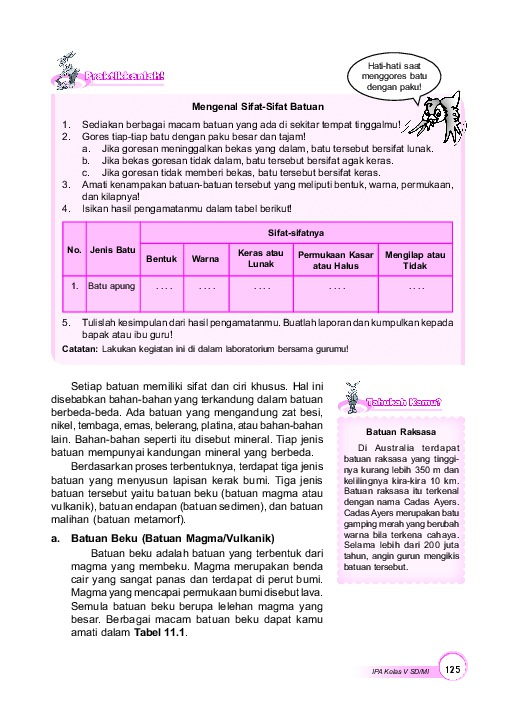 Praktikkanlah!
Hati-hati saat
menggores batu
dengan paku!
Mengenal Sifat-Sifat Batuan
1. Sediakan berbagai macam batuan yang ada di sekitar tempat tinggalmu!
2. Gores tiap-tiap batu dengan paku besar dan tajam!
a. Jika goresan meninggalkan bekas yang dalam, batu tersebut bersifat lunak.
b. Jika bekas goresan tidak dalam, batu tersebut bersifat agak keras.
c. Jika goresan tidak memberi bekas, batu tersebut bersifat keras.
3. Amati kenampakan batuan-batuan tersebut yang meliputi bentuk, warna, permukaan,
dan kilapnya!
4. Isikan hasil pengamatanmu dalam tabel berikut!
Sifat-sifatnya
No. Jenis Batu Bentuk Warna Keras atau Permukaan Kasar Mengilap atau
Lunak atau Halus Tidak
1. Batu apung .... .... .... .... ....
5. Tulislah kesimpulan dari hasil pengamatanmu. Buatlah laporan dan kumpulkan kepada
bapak atau ibu guru!
Catatan: Lakukan kegiatan ini di dalam laboratorium bersama gurumu!
Setiap batuan memiliki sifat dan ciri khusus. Hal ini
disebabkan bahan-bahan yang terkandung dalam batuan
berbeda-beda. Ada batuan yang mengandung zat besi,
nikel, tembaga, emas, belerang, platina, atau bahan-bahan
lain. Bahan-bahan seperti itu disebut mineral. Tiap jenis
batuan mempunyai kandungan mineral yang berbeda.
Berdasarkan proses terbentuknya, terdapat tiga jenis
batuan yang menyusun lapisan kerak bumi. Tiga jenis
batuan tersebut yaitu batuan beku (batuan magma atau
vulkanik), batuan endapan (batuan sedimen), dan batuan
malihan (batuan metamorf).
a. Batuan Beku (Batuan Magma/Vulkanik)
Batuan beku adalah batuan yang terbentuk dari
magma yang membeku. Magma merupakan benda
cair yang sangat panas dan terdapat di perut bumi.
Magma yang mencapai permukaan bumi disebut lava.
Semula batuan beku berupa lelehan magma yang
besar. Berbagai macam batuan beku dapat kamu
amati dalam Tabel 11.1.
Tahukah Kamu?
Batuan Raksasa
Di Australia terdapat
batuan raksasa yang tinggi-
nya kurang lebih 350 m dan
kelilingnya kira-kira 10 km.
Batuan raksasa itu terkenal
dengan nama Cadas Ayers.
Cadas Ayers merupakan batu
gamping merah yang berubah
warna bila terkena cahaya.
Selama lebih dari 200 juta
tahun, angin gurun mengikis
batuan tersebut.
IPA Kelas V SD/MI 125